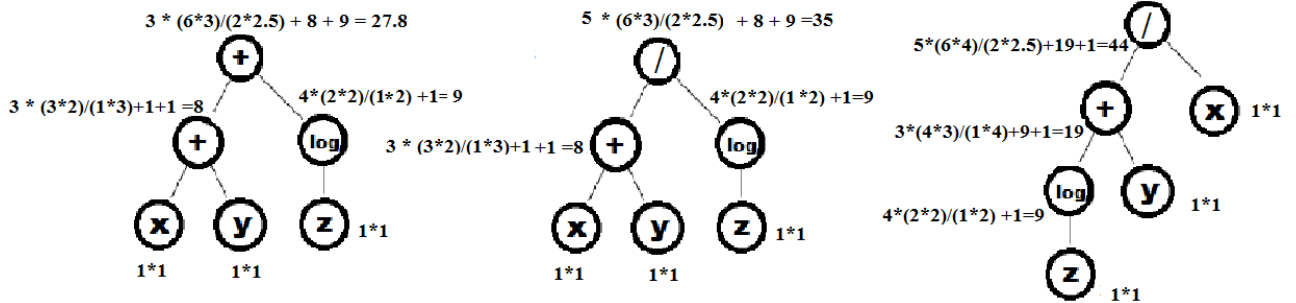 3 * (6*3)/(2*2.5) + 8 + 9 = 27.8
+
3 * (3*2)/(1*3)+1+1 =8
4*(2*2)/(1*2) +1= 9
+
log
x
y
z
1*1
1*1
1*1
5 * (6*3)/(2*2.5) + 8 + 9 =35
/
4*(2*2)/(1*2) +1=9
3 * (3*2)/(1*3)+1 +1 =8
+
log
x
y
z
1*1
1*1
1*1
/
5*(6*4)/(2*2.5)+19+1=44
+
x
1*1
3*(4*3)/(1*4)+9+1=19
log
y
1*1
4*(2*2)/(1*2) +1=9
z
1*1